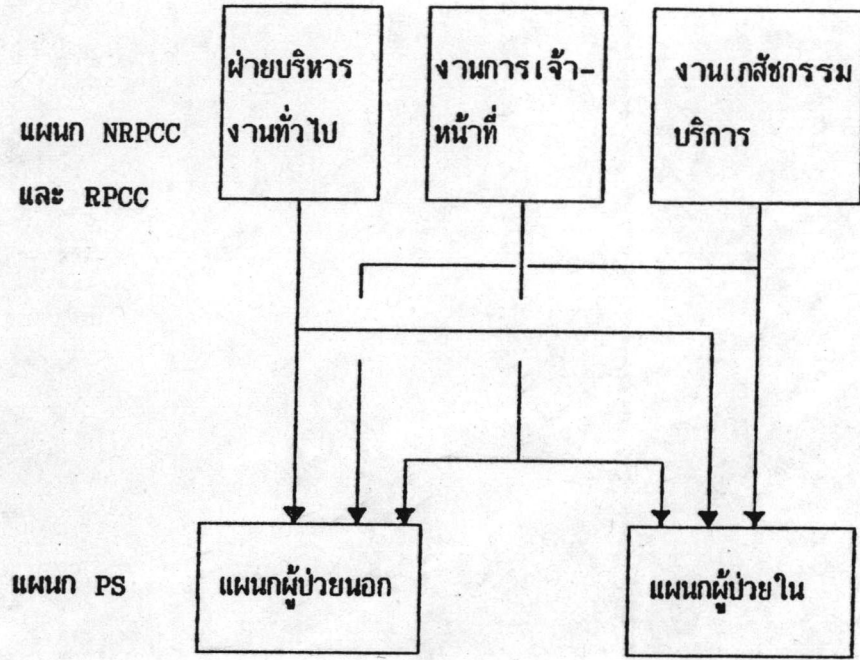 ฝ่ายบริหาร
งานทั่วไป
งานการเจ้า-
หน้าที่
งานเภสัชกรรม
บริการ
แผนก NRPCC
และ RPCC
แผนก PS
แผนกผู้ป่วยนอก
แผนกผู้ป่วยใน